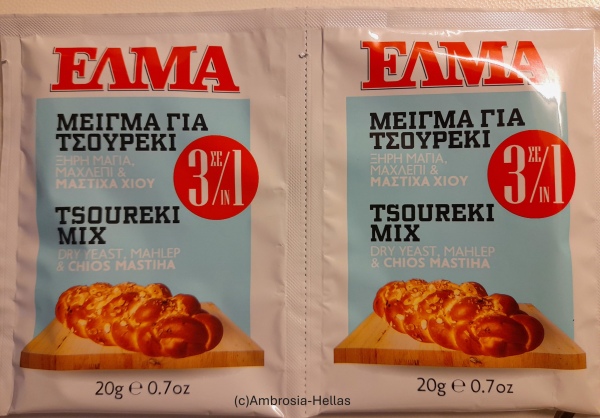 ΕΛΜΑ
ΜΕΙΓΜΑ ΓΙΑ
ΤΣΟΥΡΕΚΙ
ΞΗΡΗ ΜΑΓΙΑ,
ΜΑΧΛΕΠΙ &
ΜΑΣΤΙΧΑ ΧΙΟΥ
3 ΣΕ/IN 1
TSOUREKI
MIX
DRY YEAST, MAHLEP
& CHIOS MASTIHA
20g e 0.7oz
ΕΛΜΑ
ΜΕΙΓΜΑ ΓΙΑ
ΤΣΟΥΡΕΚΙ
ΞΗΡΗ ΜΑΓΙΑ,
ΜΑΧΛΕΠΙ &
ΜΑΣΤΙΧΑ ΧΙΟΥ
3 ΣΕ/IN 1
TSOUREKI
MIX
DRY YEAST, MAHLEP
& CHIOS MASTIHA
20g e 0.7oz
(c)Ambrosia-Hellas